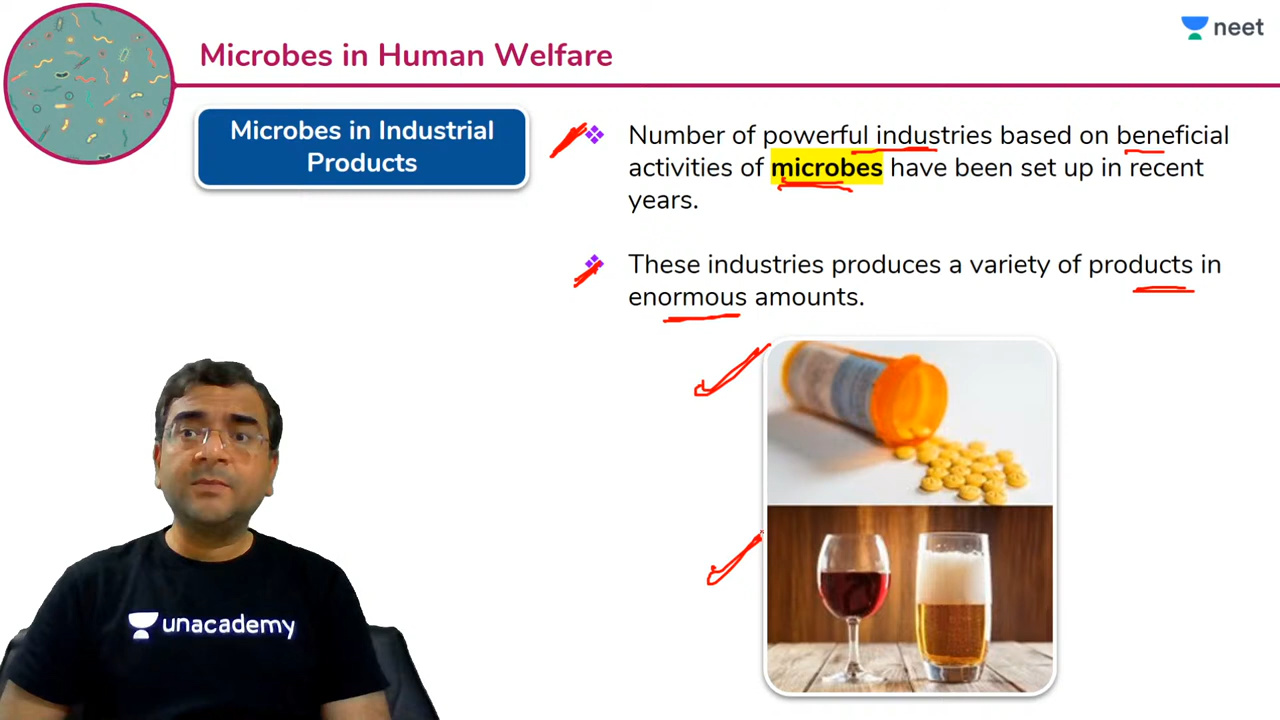 neet
Microbes in Human Welfare
Microbes in Industrial
Products
Number of powerful industries based on beneficial
activities of microbes have been set up in recent
years.
These industries produces a variety of products in
enormous amounts.
unacademy